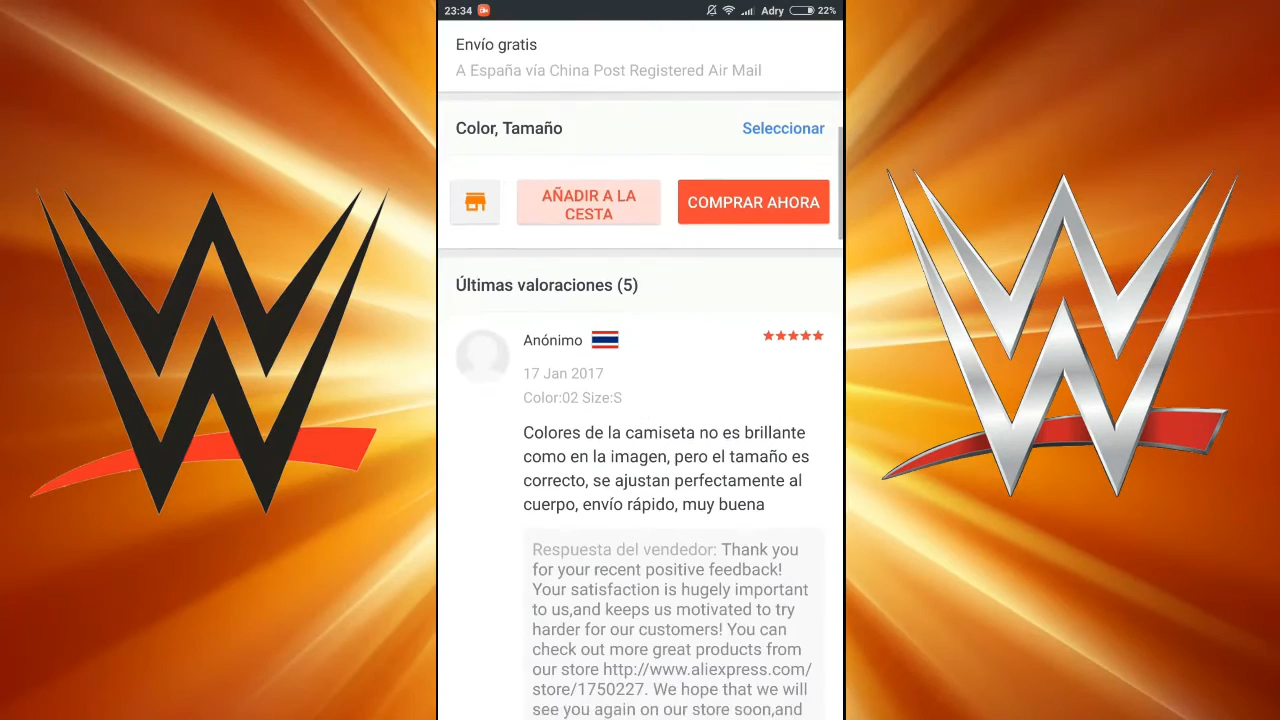 23:34
Adry
22%
Envío gratis
A España vía China Post Registered Air Mail
Color, Tamaño
Seleccionar
AÑADIR A LA
CESTA
COMPRAR AHORA
Últimas valoraciones (5)
Anónimo
17 Jan 2017
Color:02 Size:S
Colores de la camiseta no es brillante
como en la imagen, pero el tamaño es
correcto, se ajustan perfectamente al
cuerpo, envío rápido, muy buena
Respuesta del vendedor: Thank you
for your recent positive feedback!
Your satisfaction is hugely important
to us,and keeps us motivated to try
harder for our customers! You can
check out more great products from
our store http://www.aliexpress.com/
store/1750227. We hope that we will
see you again on our store soon,and